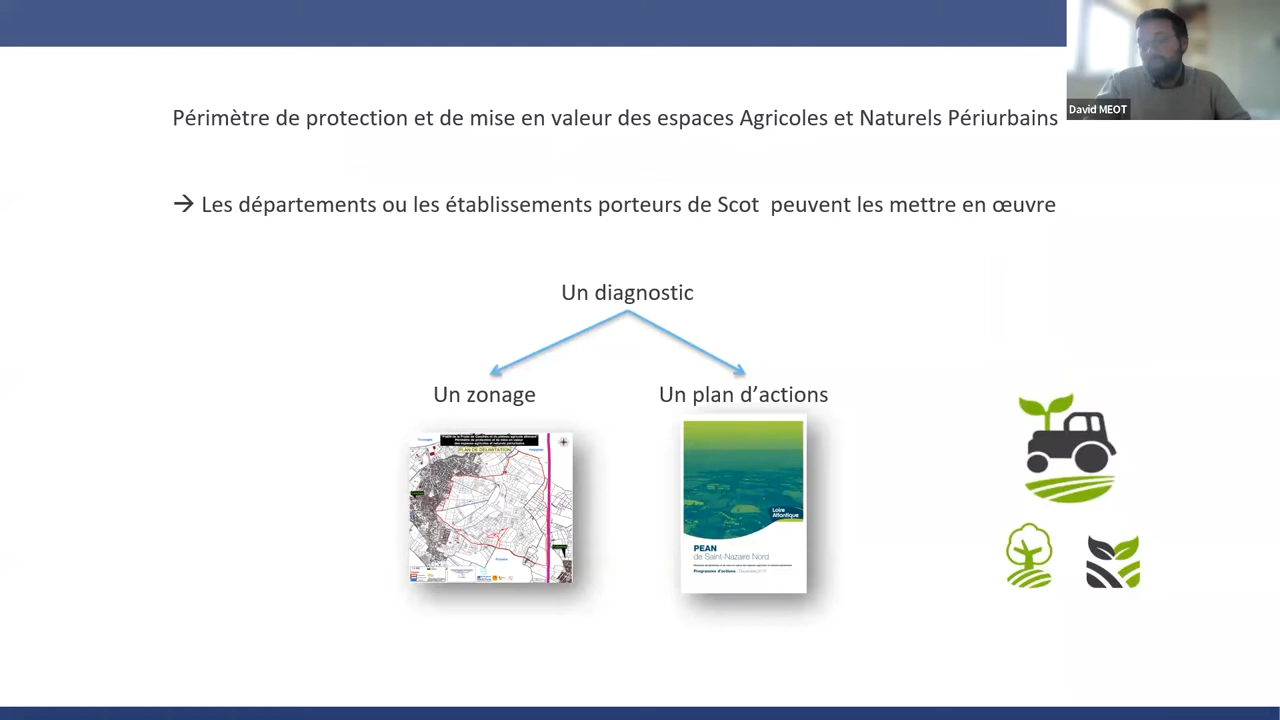 David MEOT
Périmètre de protection et de mise en valeur des espaces Agricoles et Naturels Périurbains
→ Les départements ou les établissements porteurs de Scot peuvent les mettre en œuvre
Un diagnostic
Un zonage
Un plan d'actions
PLAN DE DELIMITATION
Loire
Atlantique
PEAN
de Saint-Nazaire Nord
Programme d'actions